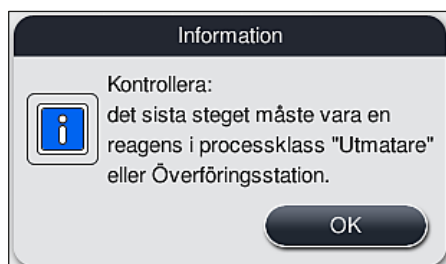 Information
Kontrollera:
det sista steget måste vara en
reagens i processklass "Utmatare"
eller Överföringsstation.
OK